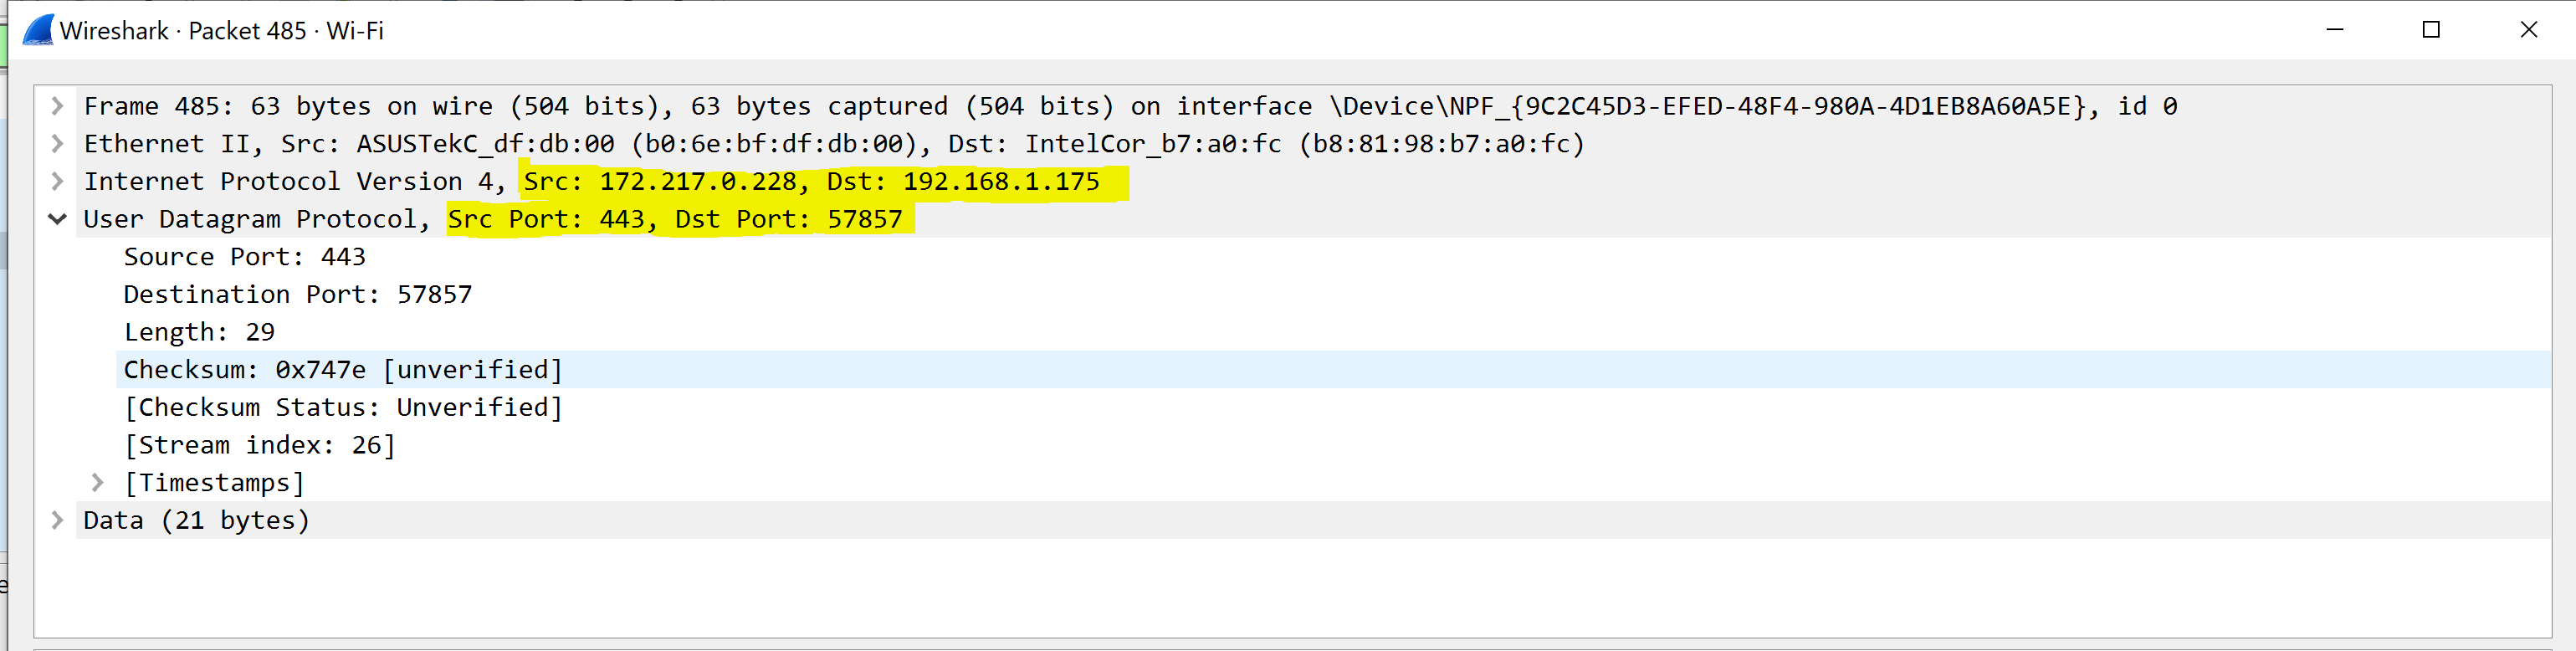 Wireshark · Packet 485 · Wi-Fi
Frame 485: 63 bytes on wire (504 bits), 63 bytes captured (504 bits) on interface \Device\NPF_{9C2C45D3-EFED-48F4-980A-4D1EB8A60A5E}, id 0
Ethernet II, Src: ASUSTekC_df:db:00 (b0:6e:bf:df:db:00), Dst: IntelCor_b7:a0:fc (b8:81:98:b7:a0:fc)
Internet Protocol Version 4, Src: 172.217.0.228, Dst: 192.168.1.175
User Datagram Protocol, Src Port: 443, Dst Port: 57857
Source Port: 443
Destination Port: 57857
Length: 29
Checksum: 0x747e [unverified]
[Checksum Status: Unverified]
[Stream index: 26]
[Timestamps]
Data (21 bytes)